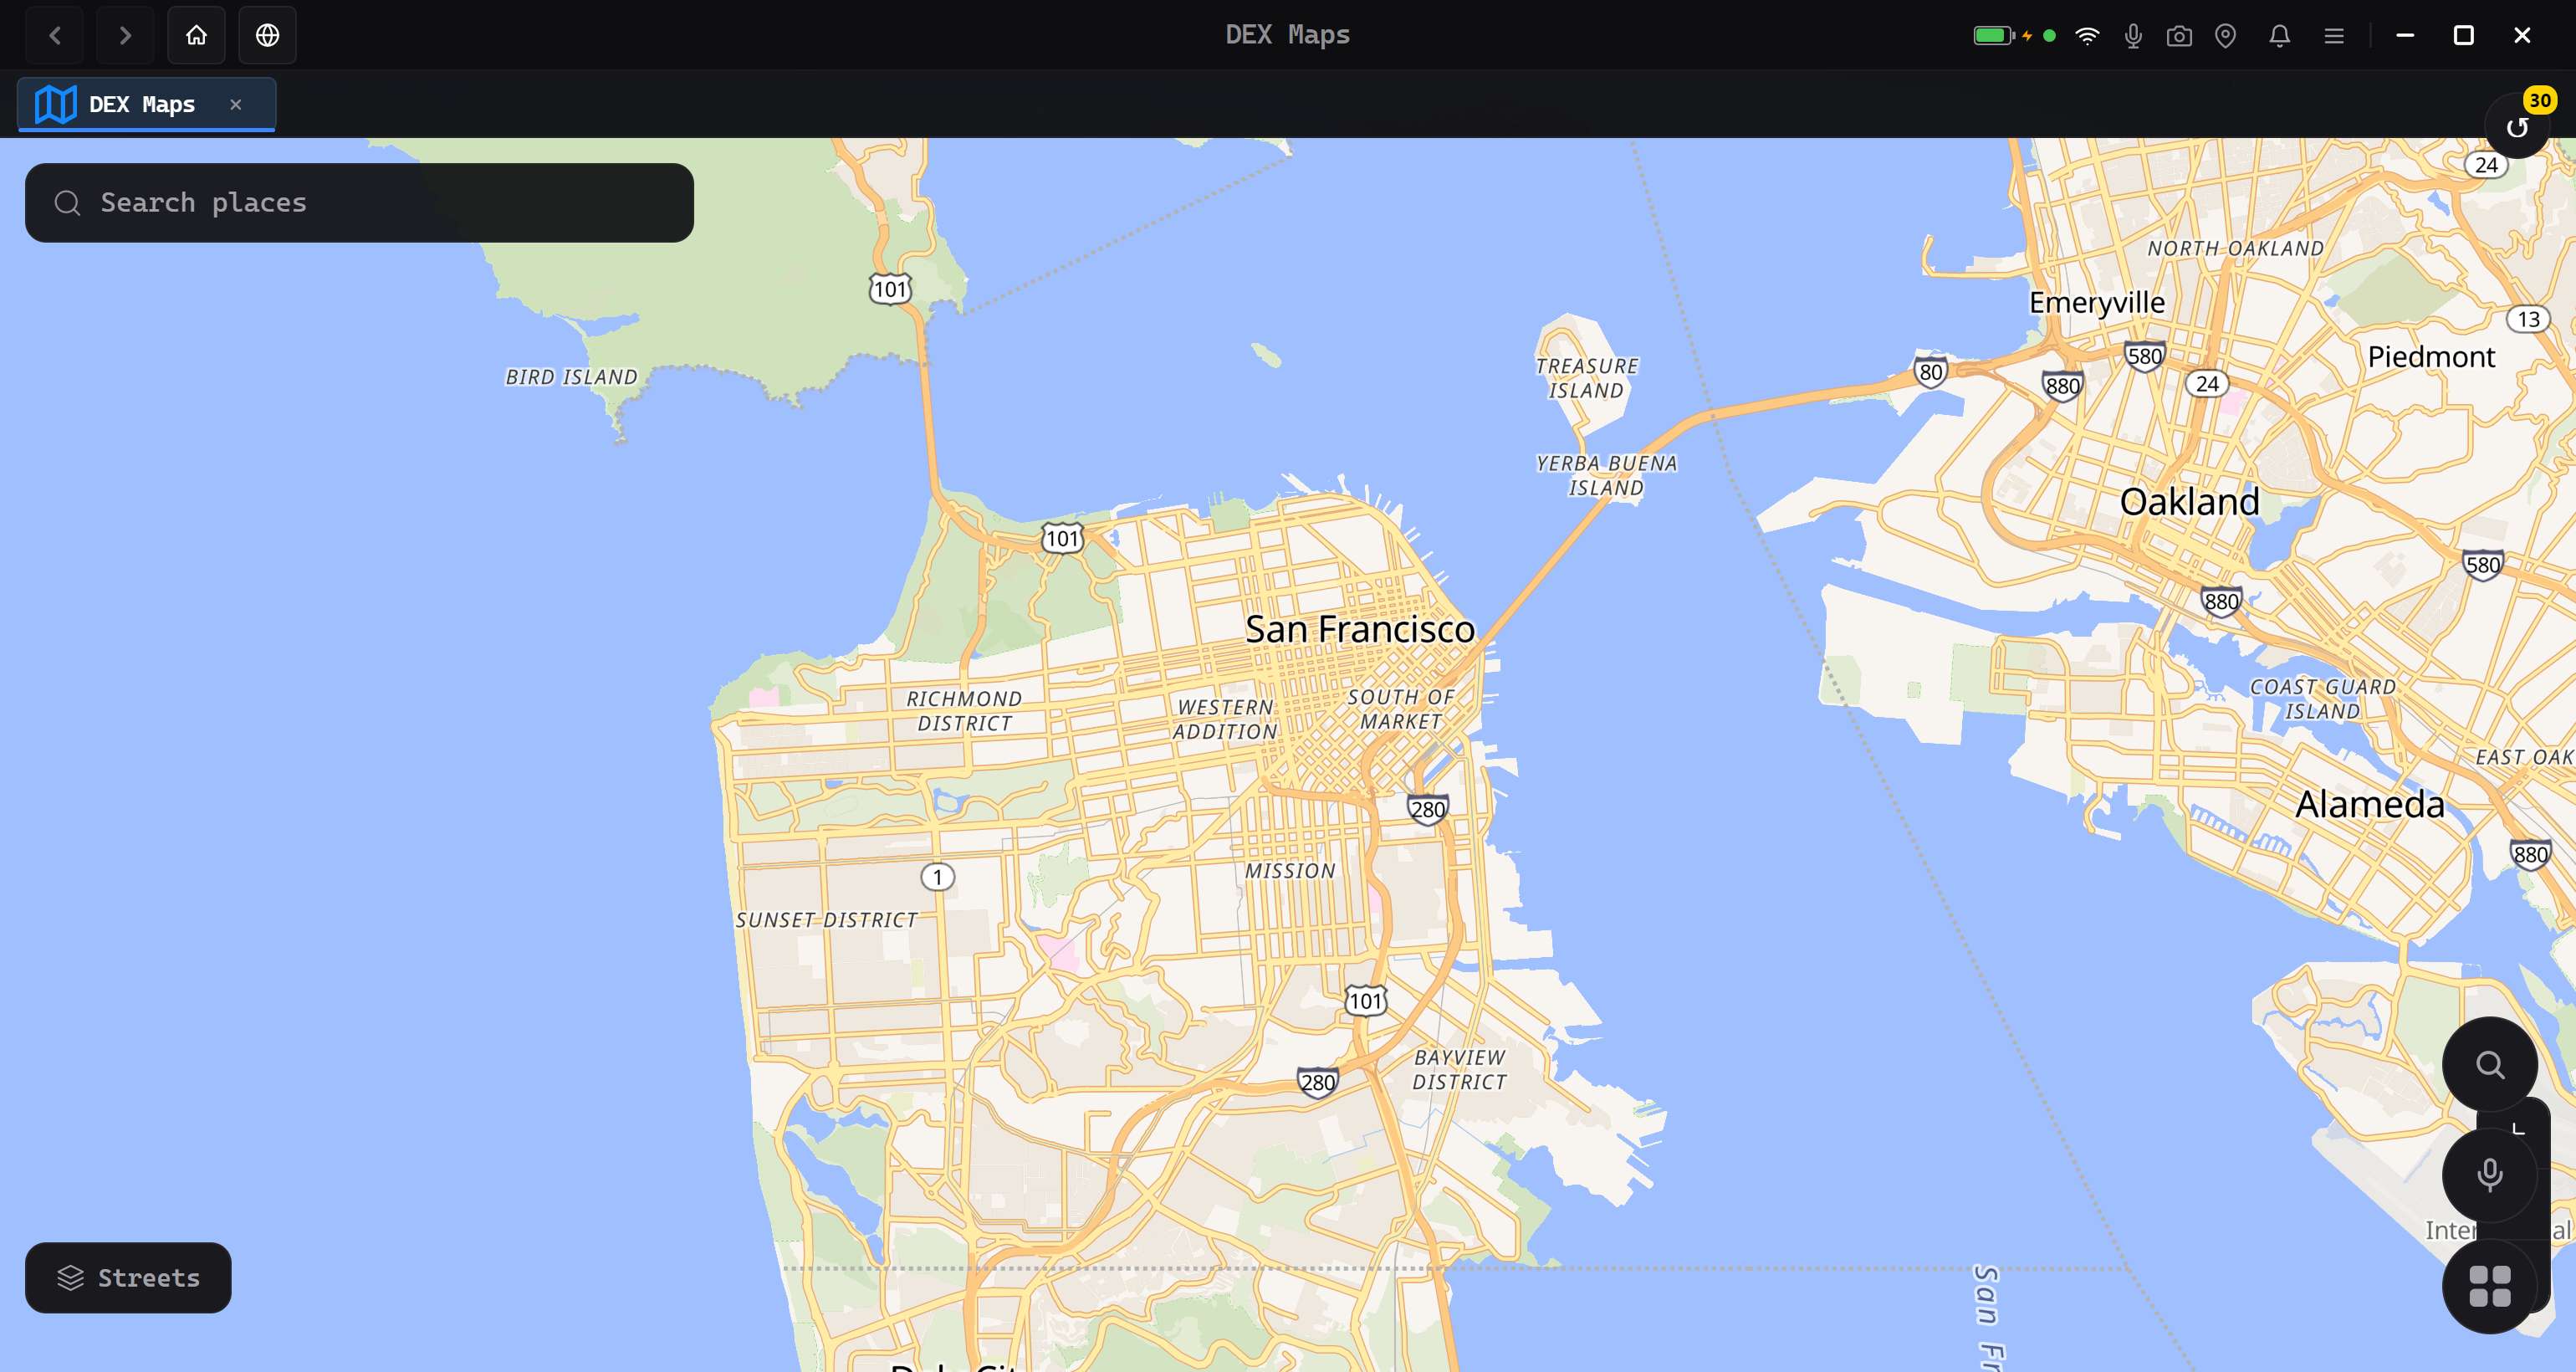 DEX Maps
DEX Maps
30
Search places
24
NORTH OAKLAND
101
Emeryville
13
Piedmont
580
80
880
24
BIRD ISLAND
TREASURE
ISLAND
YERBA BUENA
ISLAND
Oakland
101
580
880
San Francisco
RICHMOND
DISTRICT
WESTERN
ADDITION
SOUTH OF
MARKET
COAST GUARD
ISLAND
EAST OAK
280
Alameda
880
MISSION
1
SUNSET DISTRICT
101
BAYVIEW
DISTRICT
280
Streets
San Fr